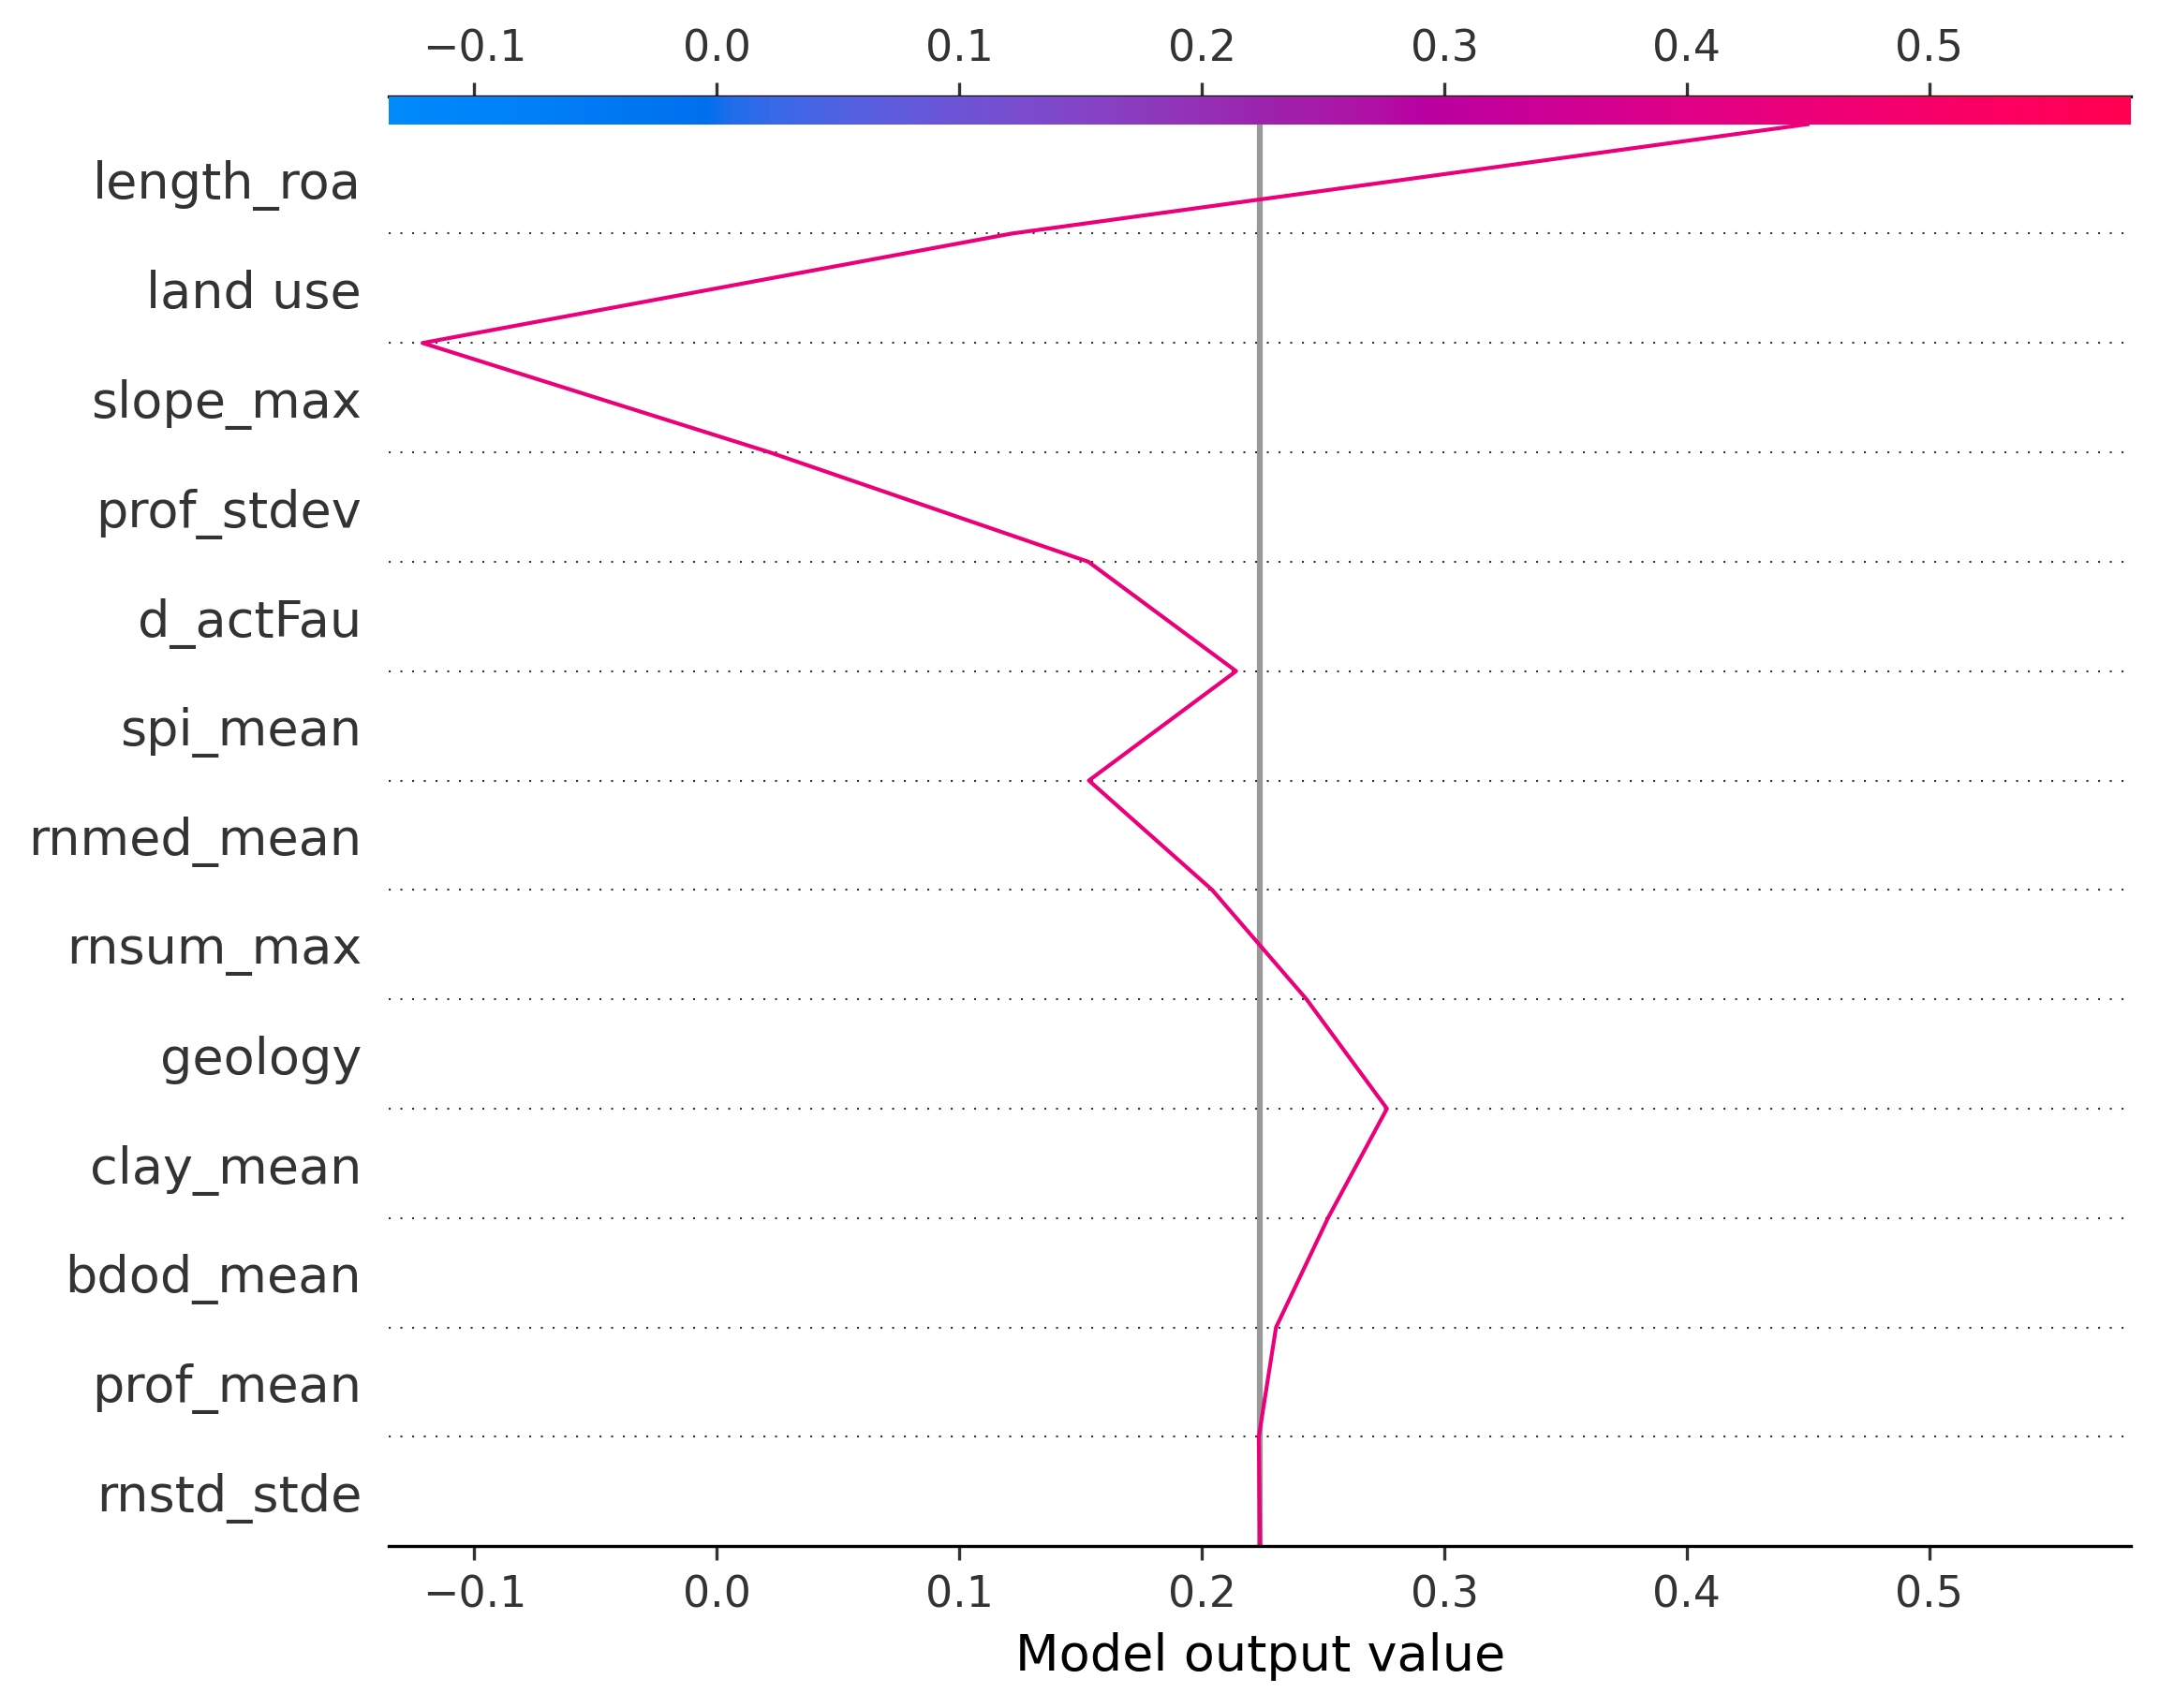 −0.1 0.0 0.1 0.2 0.3 0.4 0.5
length_roa
land use
slope_max
prof_stdev
d_actFau
spi_mean
rnmed_mean
rnsum_max
geology
clay_mean
bdod_mean
prof_mean
rnstd_stde
−0.1 0.0 0.1 0.2 0.3 0.4 0.5
Model output value